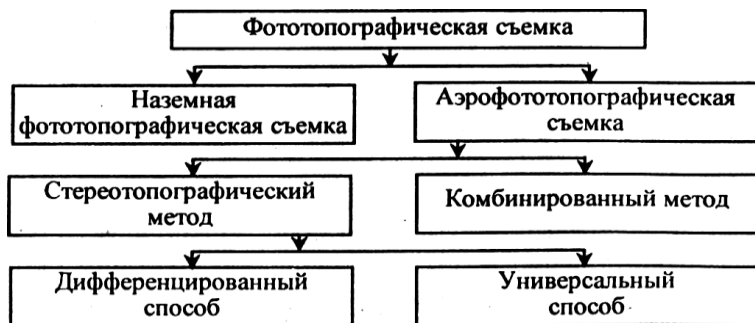 Фототопографическая съемка
Наземная
фототопографическая съемка
Аэрофототопографическая
съемка
Стереотопографический
метод
Комбинированный метод
Дифференцированный
способ
Универсальный
способ